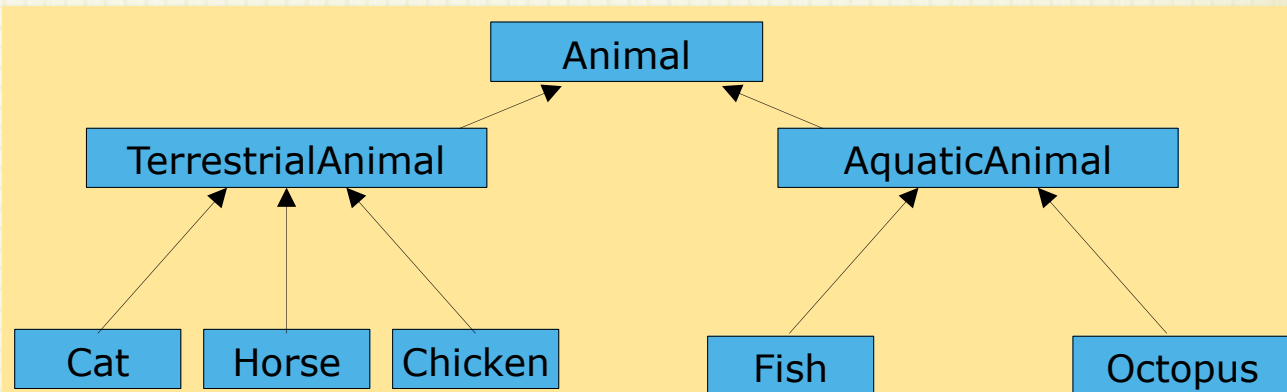 Animal
TerrestrialAnimal
AquaticAnimal
Cat
Horse
Chicken
Fish
Octopus